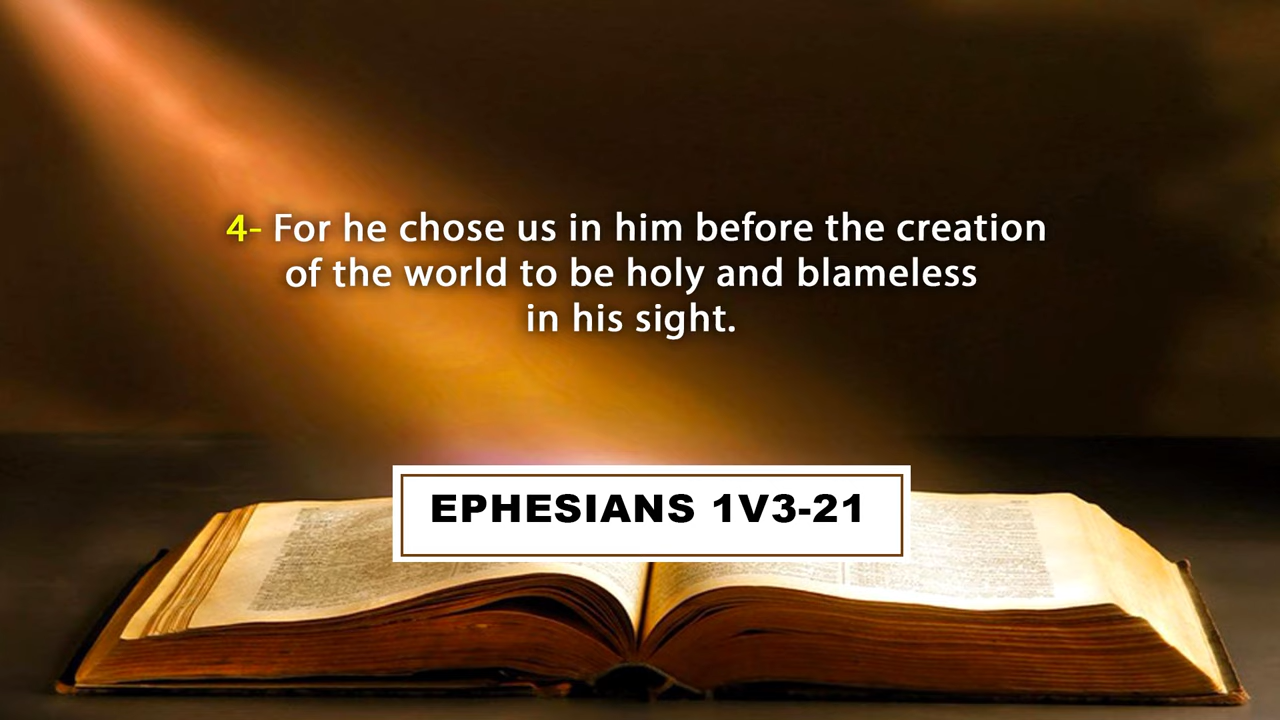 4- For he chose us in him before the creation
of the world to be holy and blameless
in his sight.
EPHESIANS 1V3-21